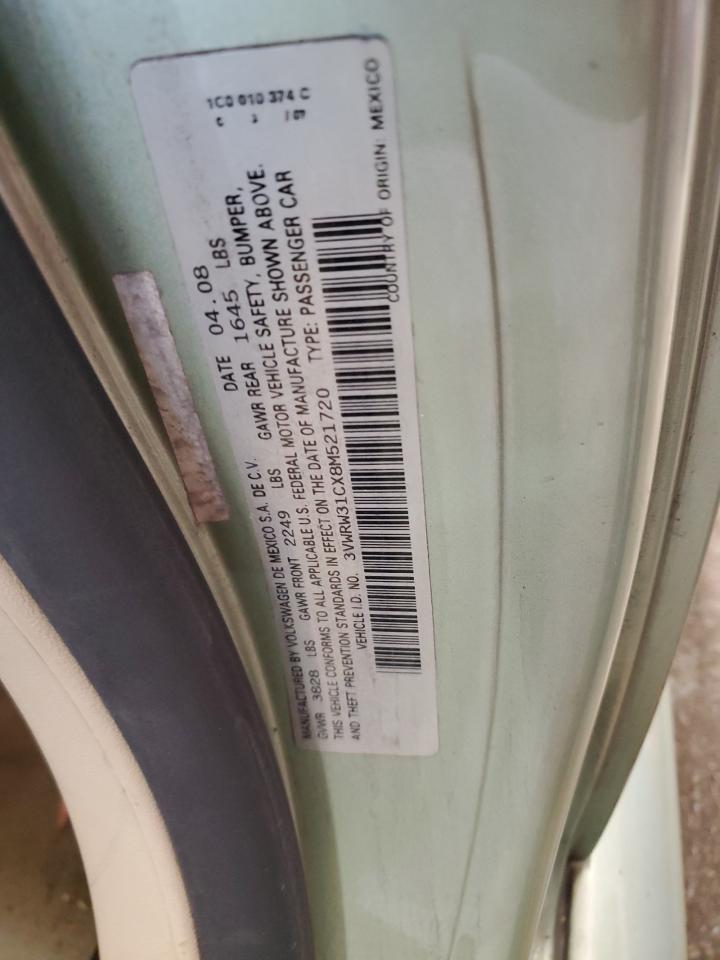 1C0 010 374 C
MANUFACTURED BY VOLKSWAGEN DE MEXICO S.A. DE C.V. DATE 04.08
GVWR 3828 LBS GAWR FRONT 2249 LBS GAWR REAR 1645 LBS
THIS VEHICLE CONFORMS TO ALL APPLICABLE U.S. FEDERAL MOTOR VEHICLE SAFETY, BUMPER,
AND THEFT PREVENTION STANDARDS IN EFFECT ON THE DATE OF MANUFACTURE SHOWN ABOVE.
VEHICLE I.D. NO. 3VWRW31CX8M521720 TYPE: PASSENGER CAR
COUNTRY OF ORIGIN: MEXICO